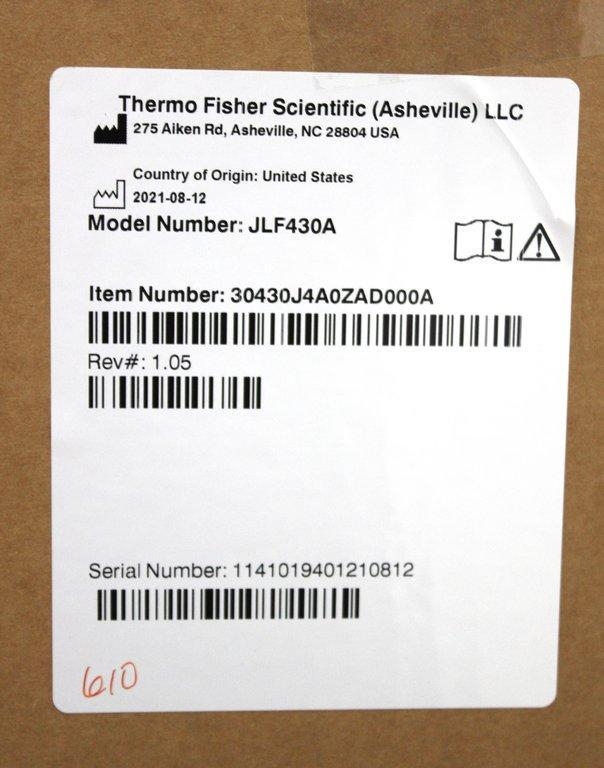 Thermo Fisher Scientific (Asheville) LLC
275 Aiken Rd, Asheville, NC 28804 USA
Country of Origin: United States
2021-08-12
Model Number: JLF430A
Item Number: 30430J4A0ZAD000A
Rev#: 1.05
Serial Number: 1141019401210812
610